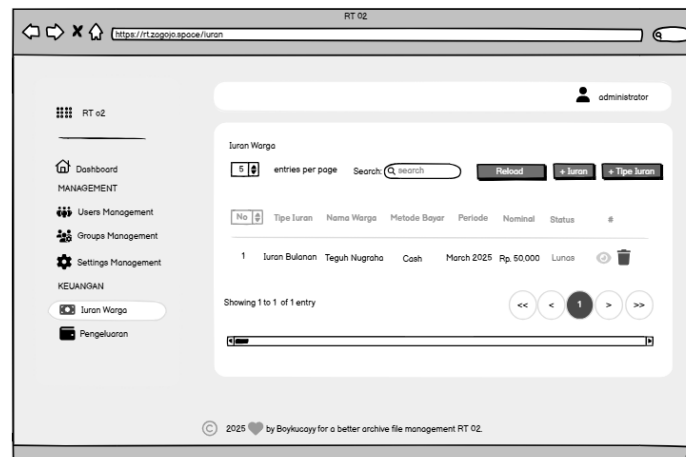 RT 02
https://rt.zogojo.space/iuran
RT o2
administrator
Dashboard
MANAGEMENT
Users Management
Groups Management
Settings Management
KEUANGAN
Iuran Warga
Pengeluaran
Iuran Warga
5 entries per page Search: search Reload + Iuran + Tipe Iuran
No Tipe Iuran Nama Warga Metode Bayar Periode Nominal Status #
1 Iuran Bulanan Teguh Nugraha Cash March 2025 Rp. 50,000 Lunas
Showing 1 to 1 of 1 entry << < 1 > >>
© 2025 by Boykucayy for a better archive file management RT 02.